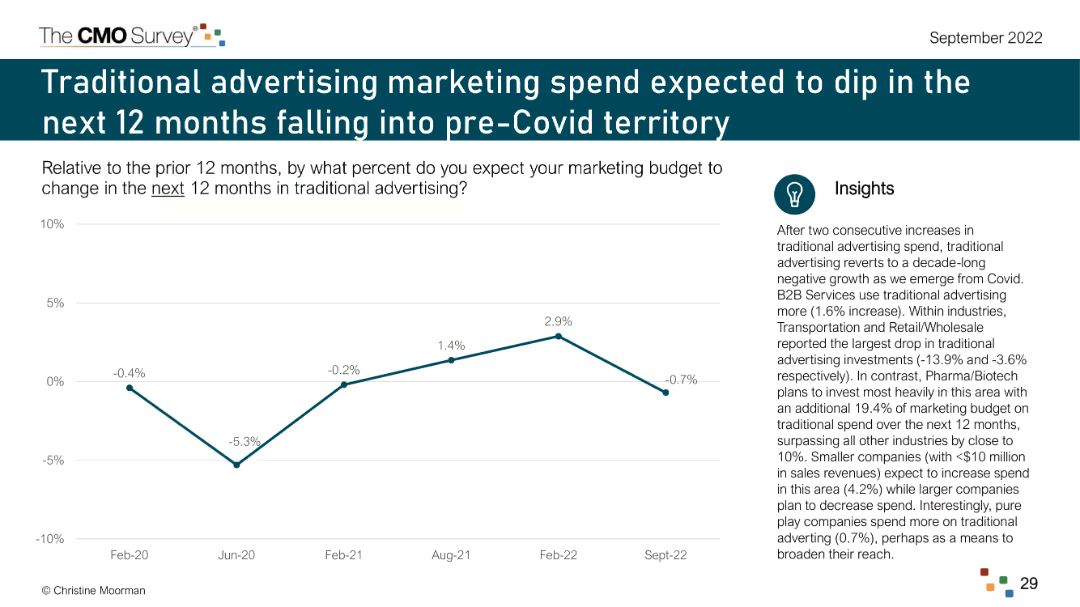 The CMO Survey®
September 2022
Traditional advertising marketing spend expected to dip in the
next 12 months falling into pre-Covid territory
Relative to the prior 12 months, by what percent do you expect your marketing budget to
change in the next 12 months in traditional advertising?
10%
5%
0%
-5%
-10%
-0.4%
-5.3%
-0.2%
1.4%
2.9%
-0.7%
Feb-20
Jun-20
Feb-21
Aug-21
Feb-22
Sept-22
Insights
After two consecutive increases in
traditional advertising spend, traditional
advertising reverts to a decade-long
negative growth as we emerge from Covid.
B2B Services use traditional advertising
more (1.6% increase). Within industries,
Transportation and Retail/Wholesale
reported the largest drop in traditional
advertising investments (-13.9% and -3.6%
respectively). In contrast, Pharma/Biotech
plans to invest most heavily in this area with
an additional 19.4% of marketing budget on
traditional spend over the next 12 months,
surpassing all other industries by close to
10%. Smaller companies (with <$10 million
in sales revenues) expect to increase spend
in this area (4.2%) while larger companies
plan to decrease spend. Interestingly, pure
play companies spend more on traditional
adverting (0.7%), perhaps as a means to
broaden their reach.
© Christine Moorman
29